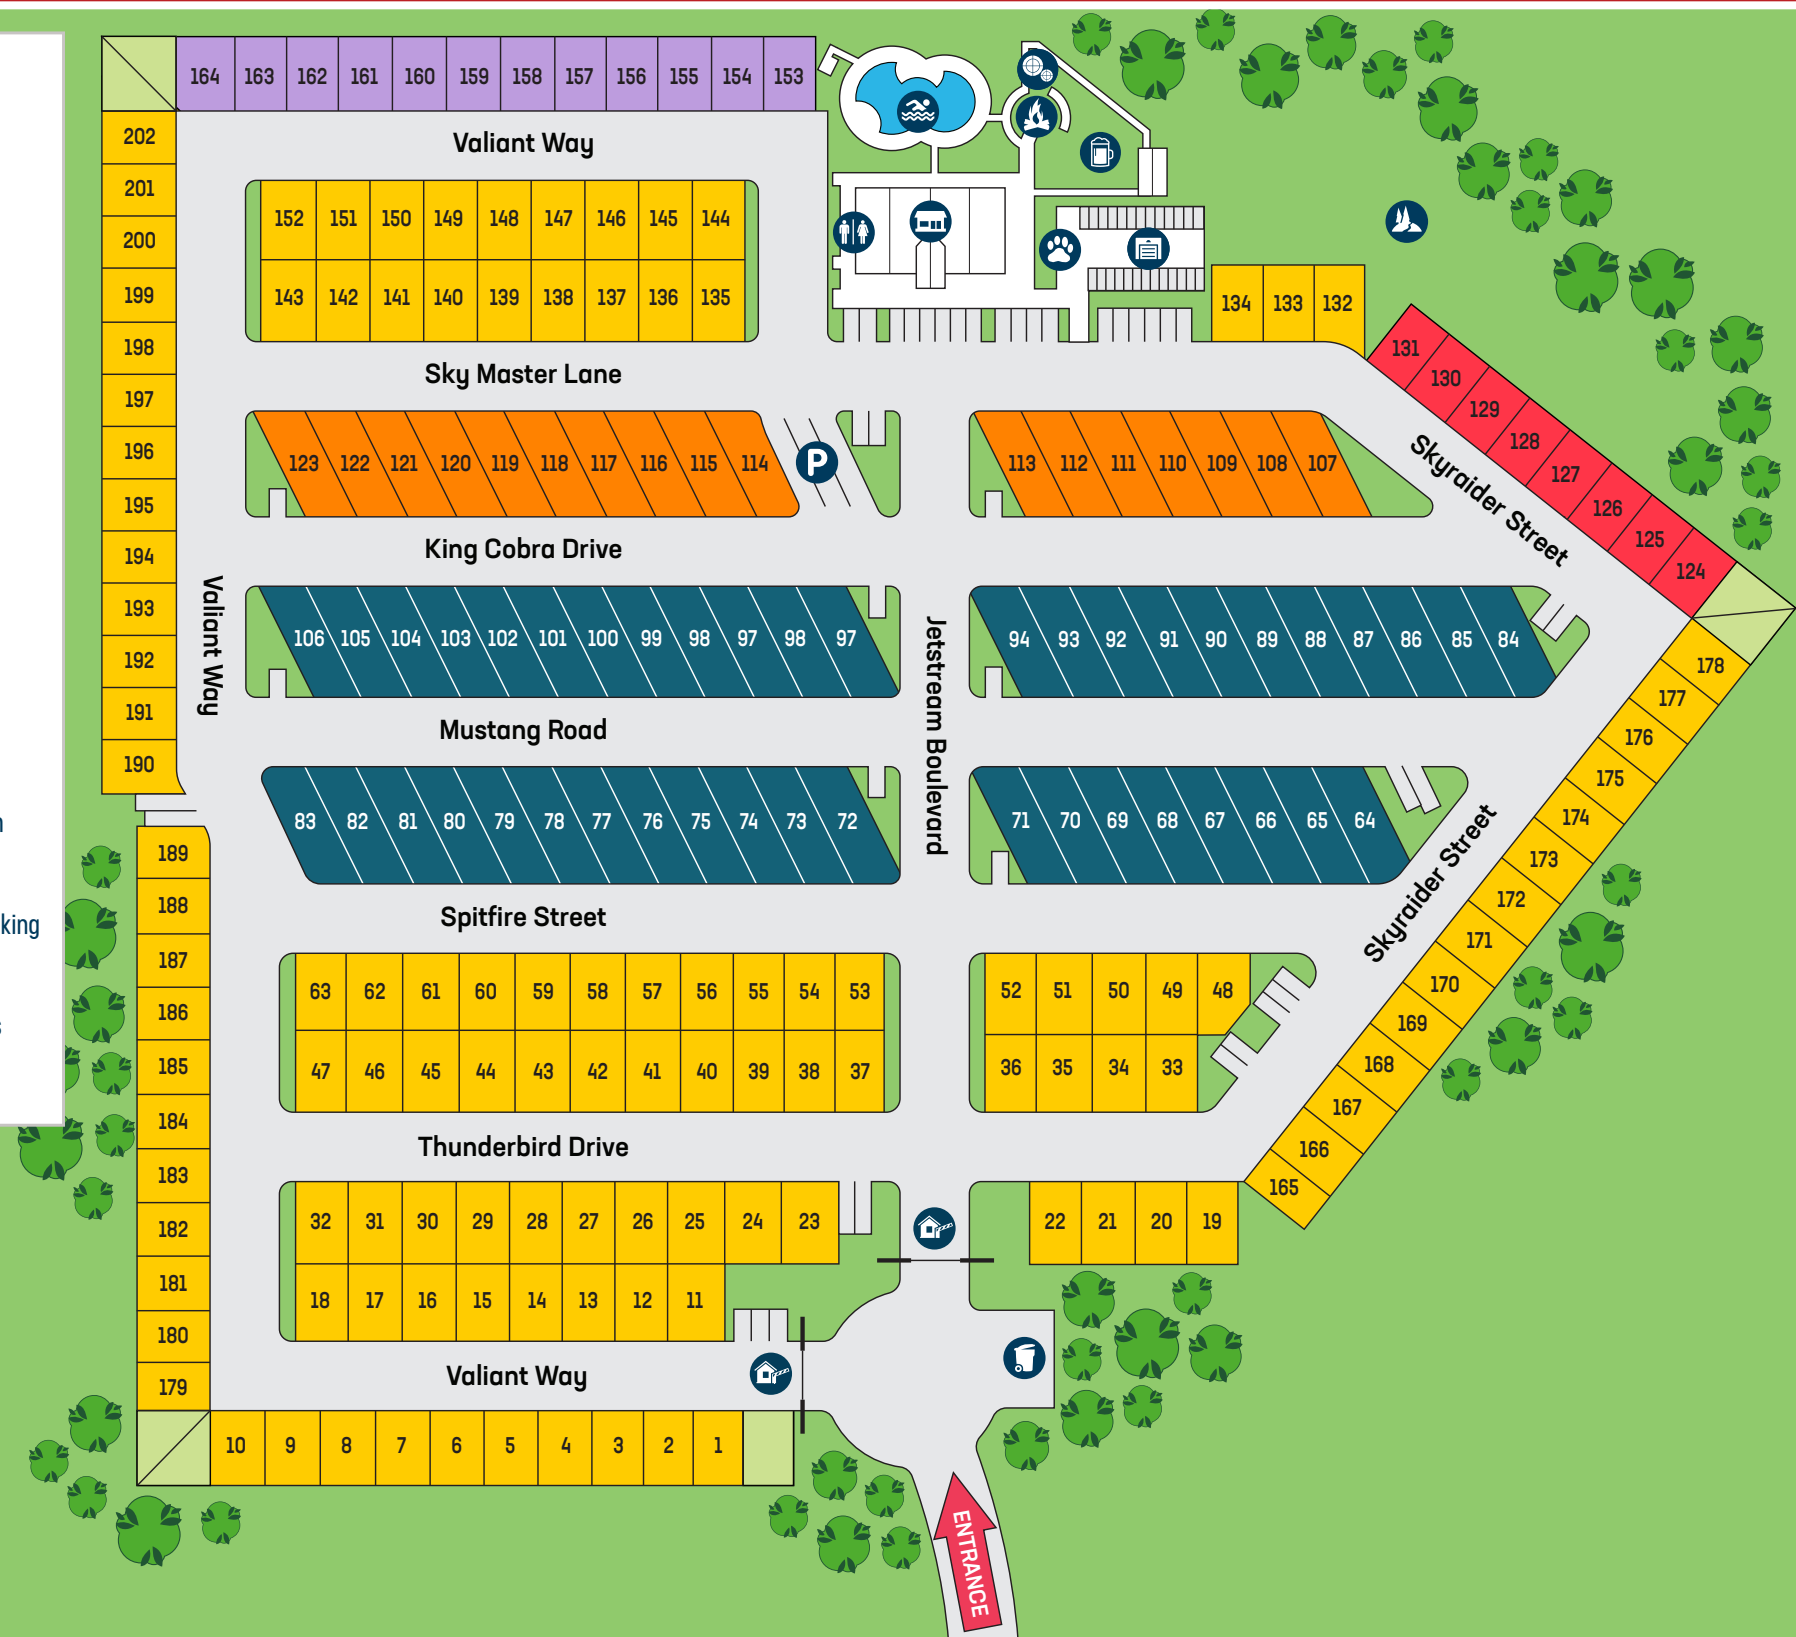 164 163 162 161 160 159 158 157 156 155 154 153
202
Valiant Way
201
152 151 150 149 148 147 146 145 144
200
199
143 142 141 140 139 138 137 136 135
134 133 132
198
131
Sky Master Lane
130
197
129
128
196
123 122 121 120 119 118 117 116 115 114
P
113 112 111 110 109 108 107
127
Skyraider Street
195
126
125
King Cobra Drive
194
124
193
Valiant Way
106 105 104 103 102 101 100 99 98 97 98 97
Jetstream Boulevard
94 93 92 91 90 89 88 87 86 85 84
192
178
177
191
Mustang Road
176
190
175
83 82 81 80 79 78 77 76 75 74 73 72
71 70 69 68 67 66 65 64
174
n
189
173
Skyraider Street
188
172
king
Spitfire Street
171
187
170
63 62 61 60 59 58 57 56 55 54 53
52 51 50 49 48
186
169
s
185
47 46 45 44 43 42 41 40 39 38 37
36 35 34 33
168
184
167
Thunderbird Drive
166
183
165
182
32 31 30 29 28 27 26 25 24 23
22 21 20 19
181
18 17 16 15 14 13 12 11
180
179
Valiant Way
10 9 8 7 6 5 4 3 2 1
ENTRANCE